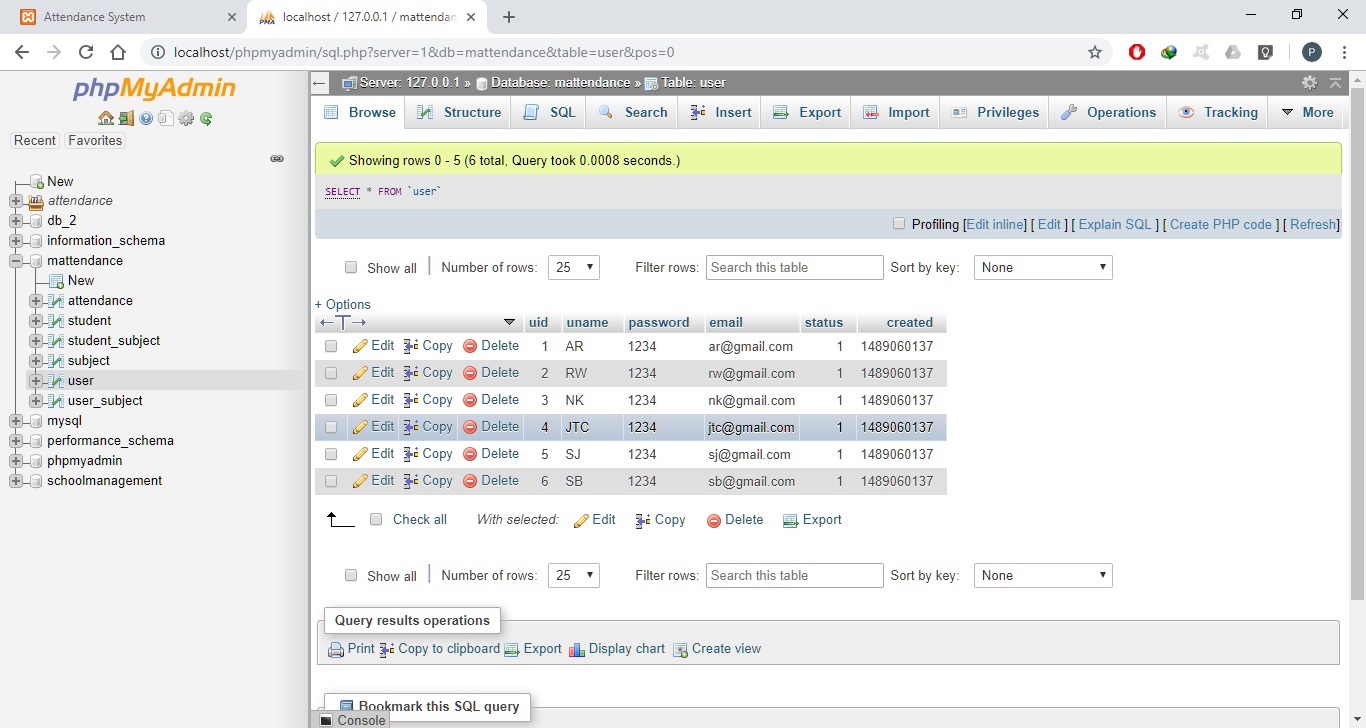 Attendance System
localhost / 127.0.0.1 / mattendan
localhost/phpmyadmin/sql.php?server=1&db=mattendance&table=user&pos=0
P
phpMyAdmin
Recent Favorites
New
attendance
db_2
information_schema
mattendance
New
attendance
student
student_subject
subject
user
user_subject
mysql
performance_schema
phpmyadmin
schoolmanagement
Server: 127.0.0.1 » Database: mattendance » Table: user
Browse Structure SQL Search Insert Export Import Privileges Operations Tracking More
Showing rows 0 - 5 (6 total, Query took 0.0008 seconds.)
SELECT * FROM `user`
Profiling [Edit inline] [ Edit ] [ Explain SQL ] [ Create PHP code ] [ Refresh]
Show all Number of rows: 25 Filter rows: Search this table Sort by key: None
+ Options
uid uname password email status created
Edit Copy Delete 1 AR 1234 ar@gmail.com 1 1489060137
Edit Copy Delete 2 RW 1234 rw@gmail.com 1 1489060137
Edit Copy Delete 3 NK 1234 nk@gmail.com 1 1489060137
Edit Copy Delete 4 JTC 1234 jtc@gmail.com 1 1489060137
Edit Copy Delete 5 SJ 1234 sj@gmail.com 1 1489060137
Edit Copy Delete 6 SB 1234 sb@gmail.com 1 1489060137
Check all With selected: Edit Copy Delete Export
Show all Number of rows: 25 Filter rows: Search this table Sort by key: None
Query results operations
Print Copy to clipboard Export Display chart Create view
Bookmark this SQL query
Console